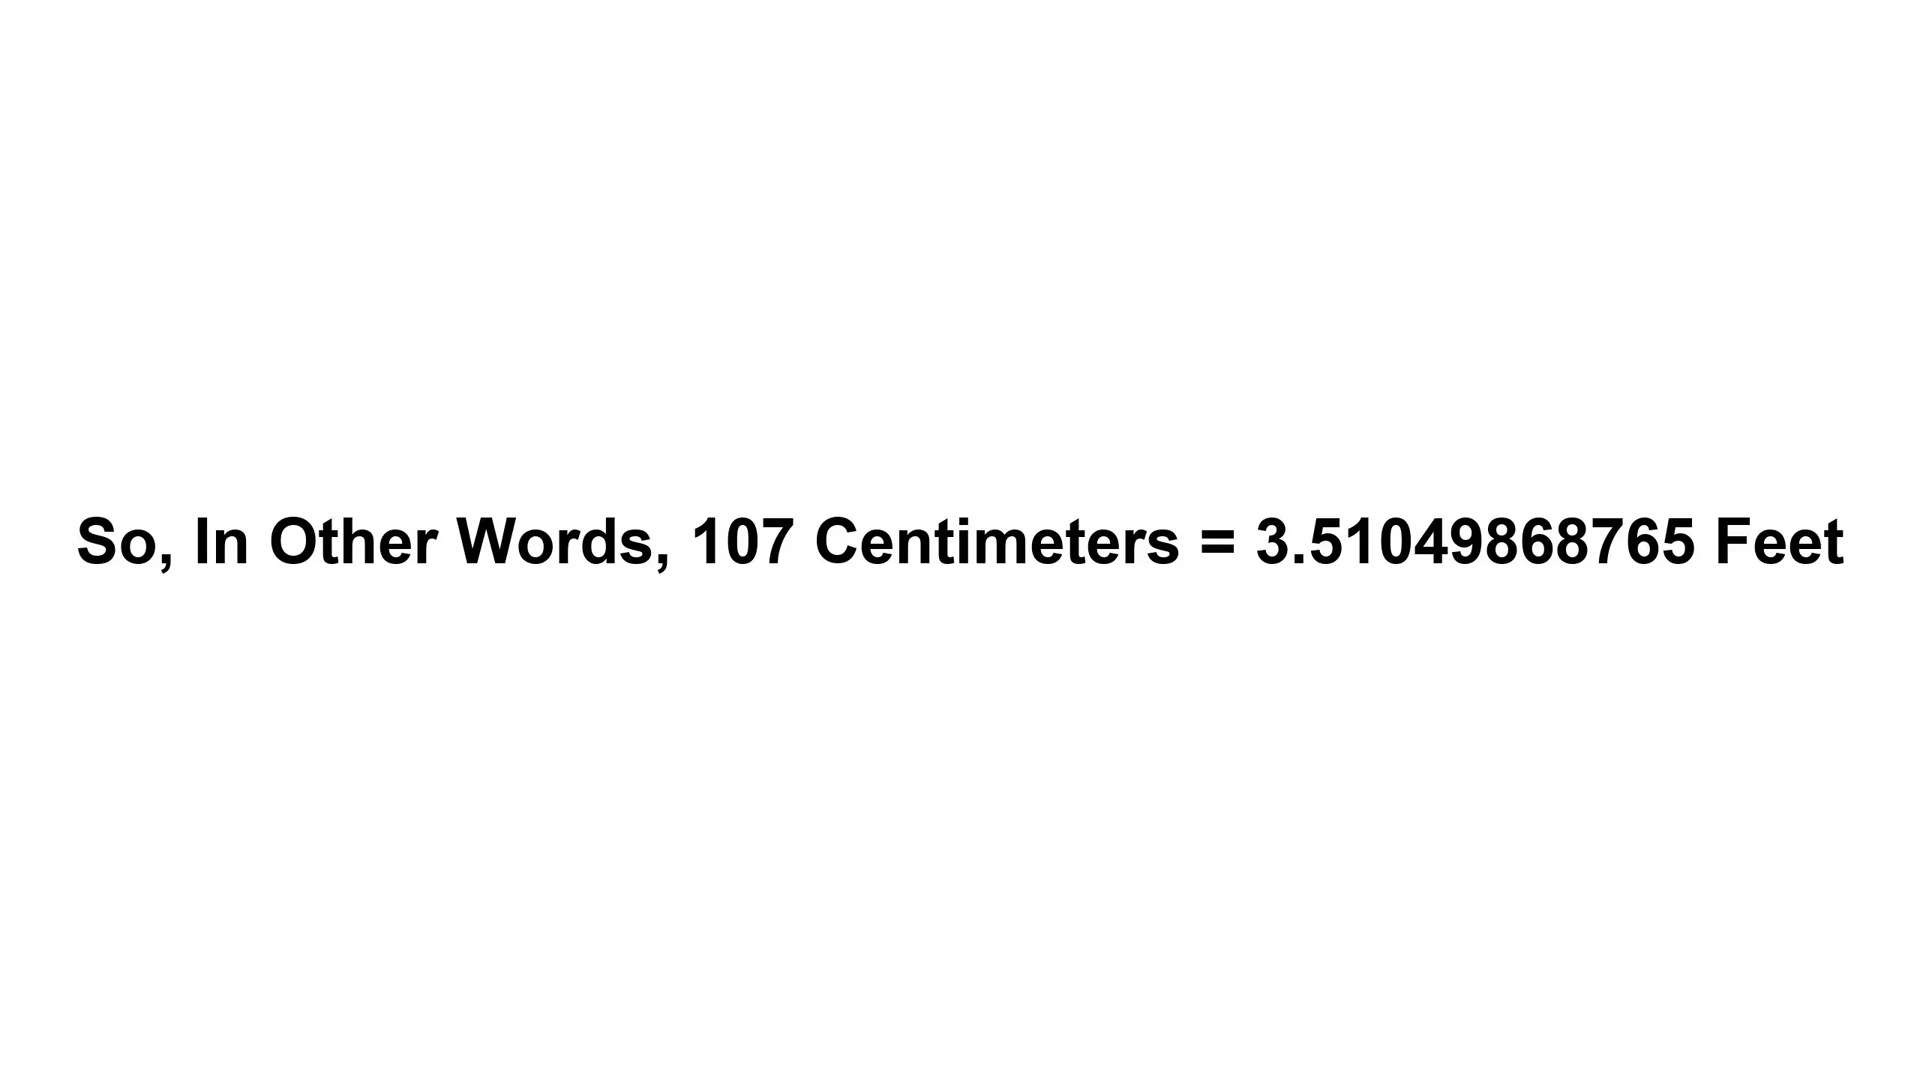 So, In Other Words, 107 Centimeters = 3.51049868765 Feet